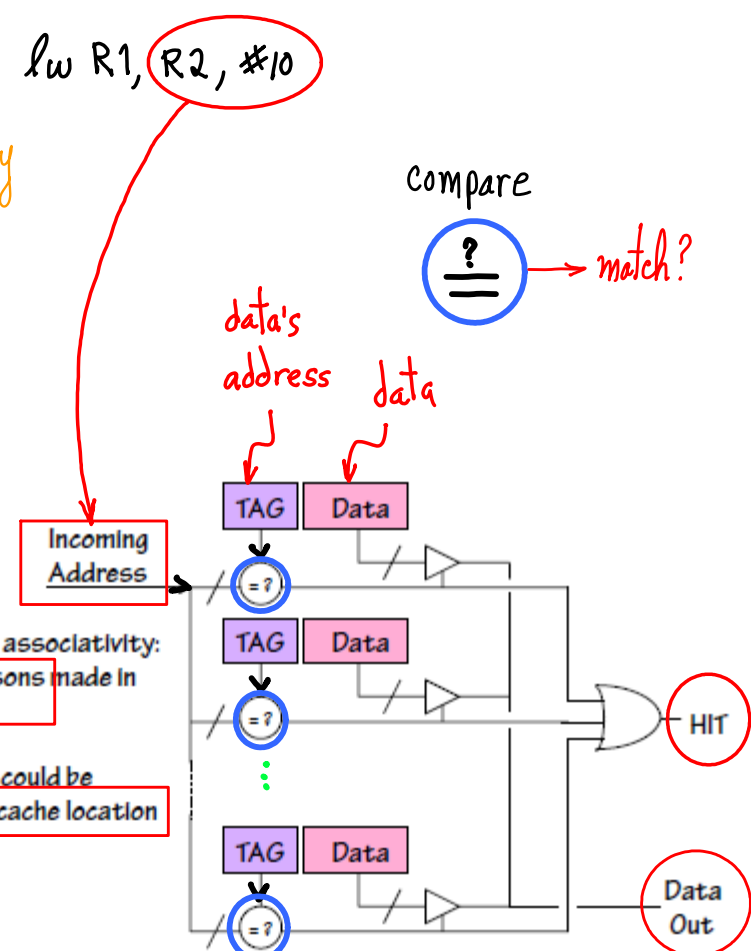 lw R1, R2, #10
y
compare
?
=
match?
data's
address
data
TAG Data
Incoming
Address
= ?
associativity:
TAG Data
sons made in
= ?
HIT
could be
cache location
TAG Data
Data
Out
= ?